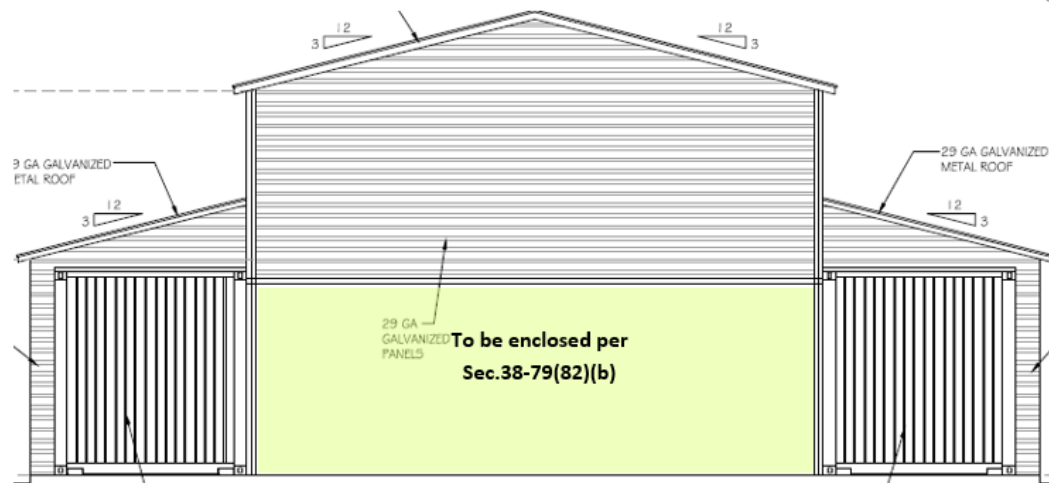 12
3
12
3
9 GA GALVANIZED
ETAL ROOF
29 GA GALVANIZED
METAL ROOF
12
3
12
3
29 GA
GALVANIZED
PANELS
To be enclosed per
Sec.38-79(82)(b)